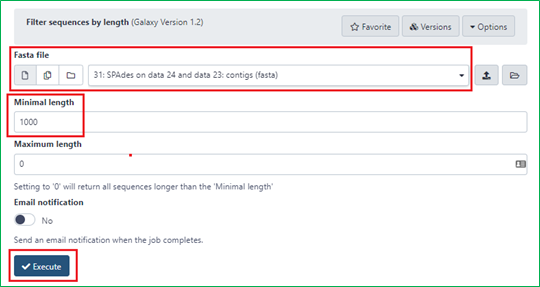 Filter sequences by length (Galaxy Version 1.2)
Favorite
Versions
Options
Fasta file
31: SPAdes on data 24 and data 23: contigs (fasta)
Minimal length
1000
Maximum length
0
Setting to '0' will return all sequences longer than the 'Minimal length'
Email notification
No
Send an email notification when the job completes.
Execute